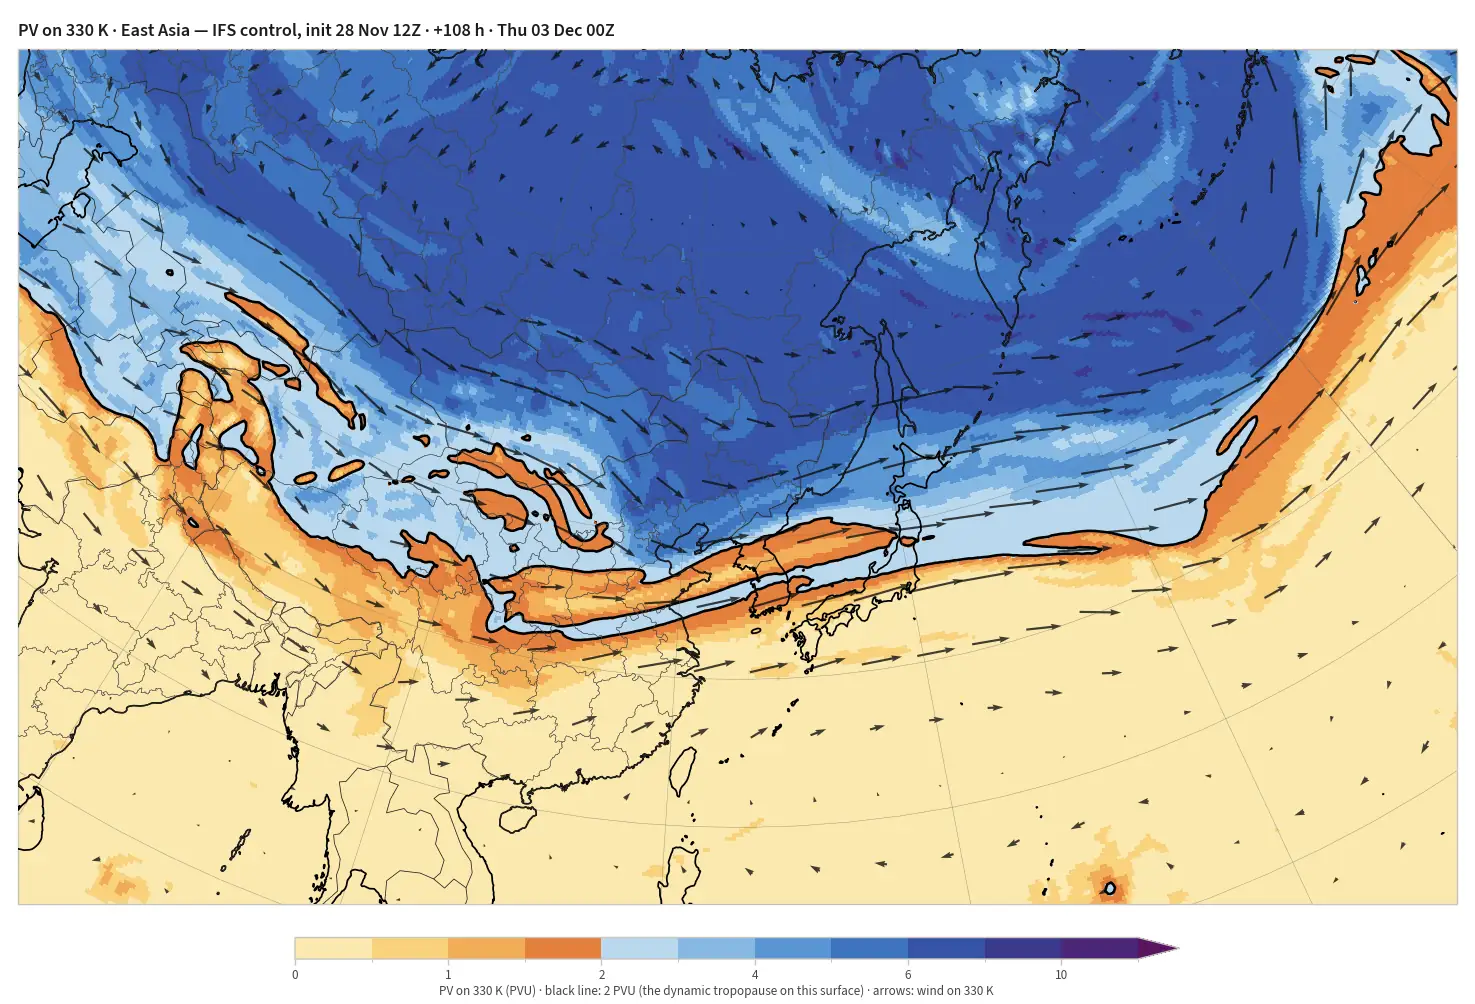 PV on 330 K · East Asia — IFS control, init 28 Nov 12Z · +108 h · Thu 03 Dec 00Z
0 1 2 4 6 10
PV on 330 K (PVU) · black line: 2 PVU (the dynamic tropopause on this surface) · arrows: wind on 330 K